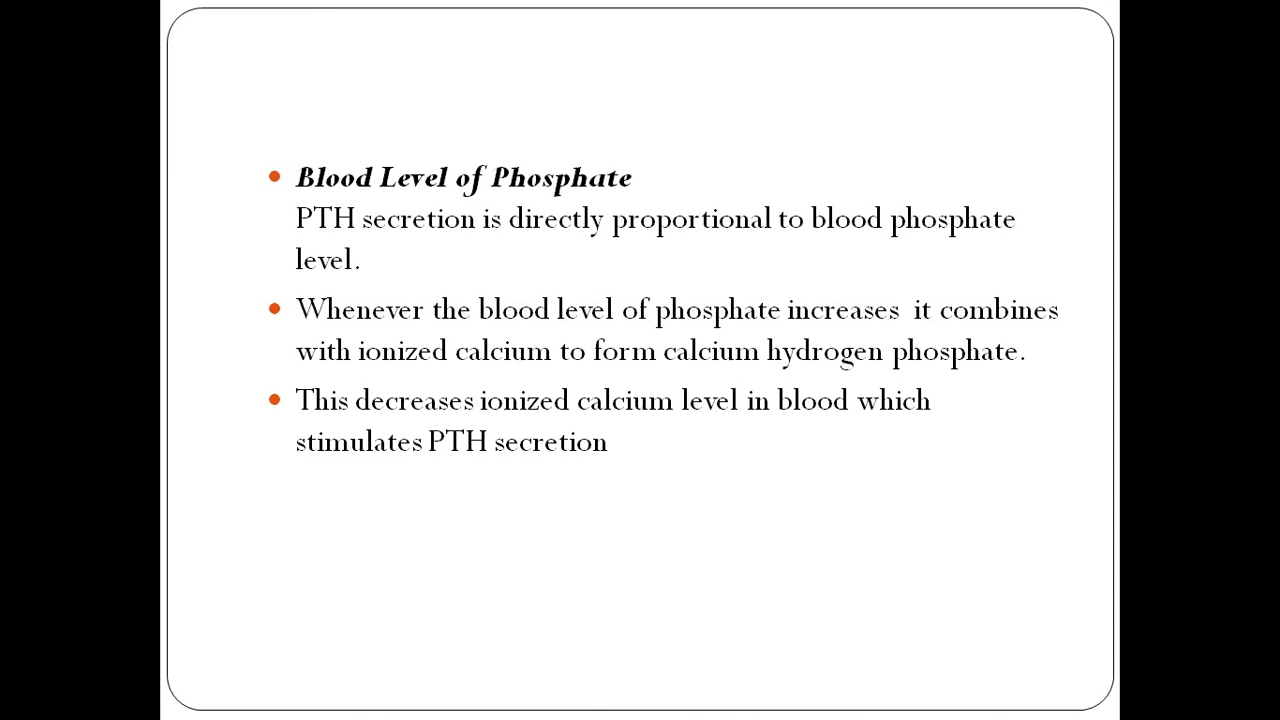 Blood Level of Phosphate
PTH secretion is directly proportional to blood phosphate
level.
Whenever the blood level of phosphate increases  it combines
with ionized calcium to form calcium hydrogen phosphate.
This decreases ionized calcium level in blood which
stimulates PTH secretion